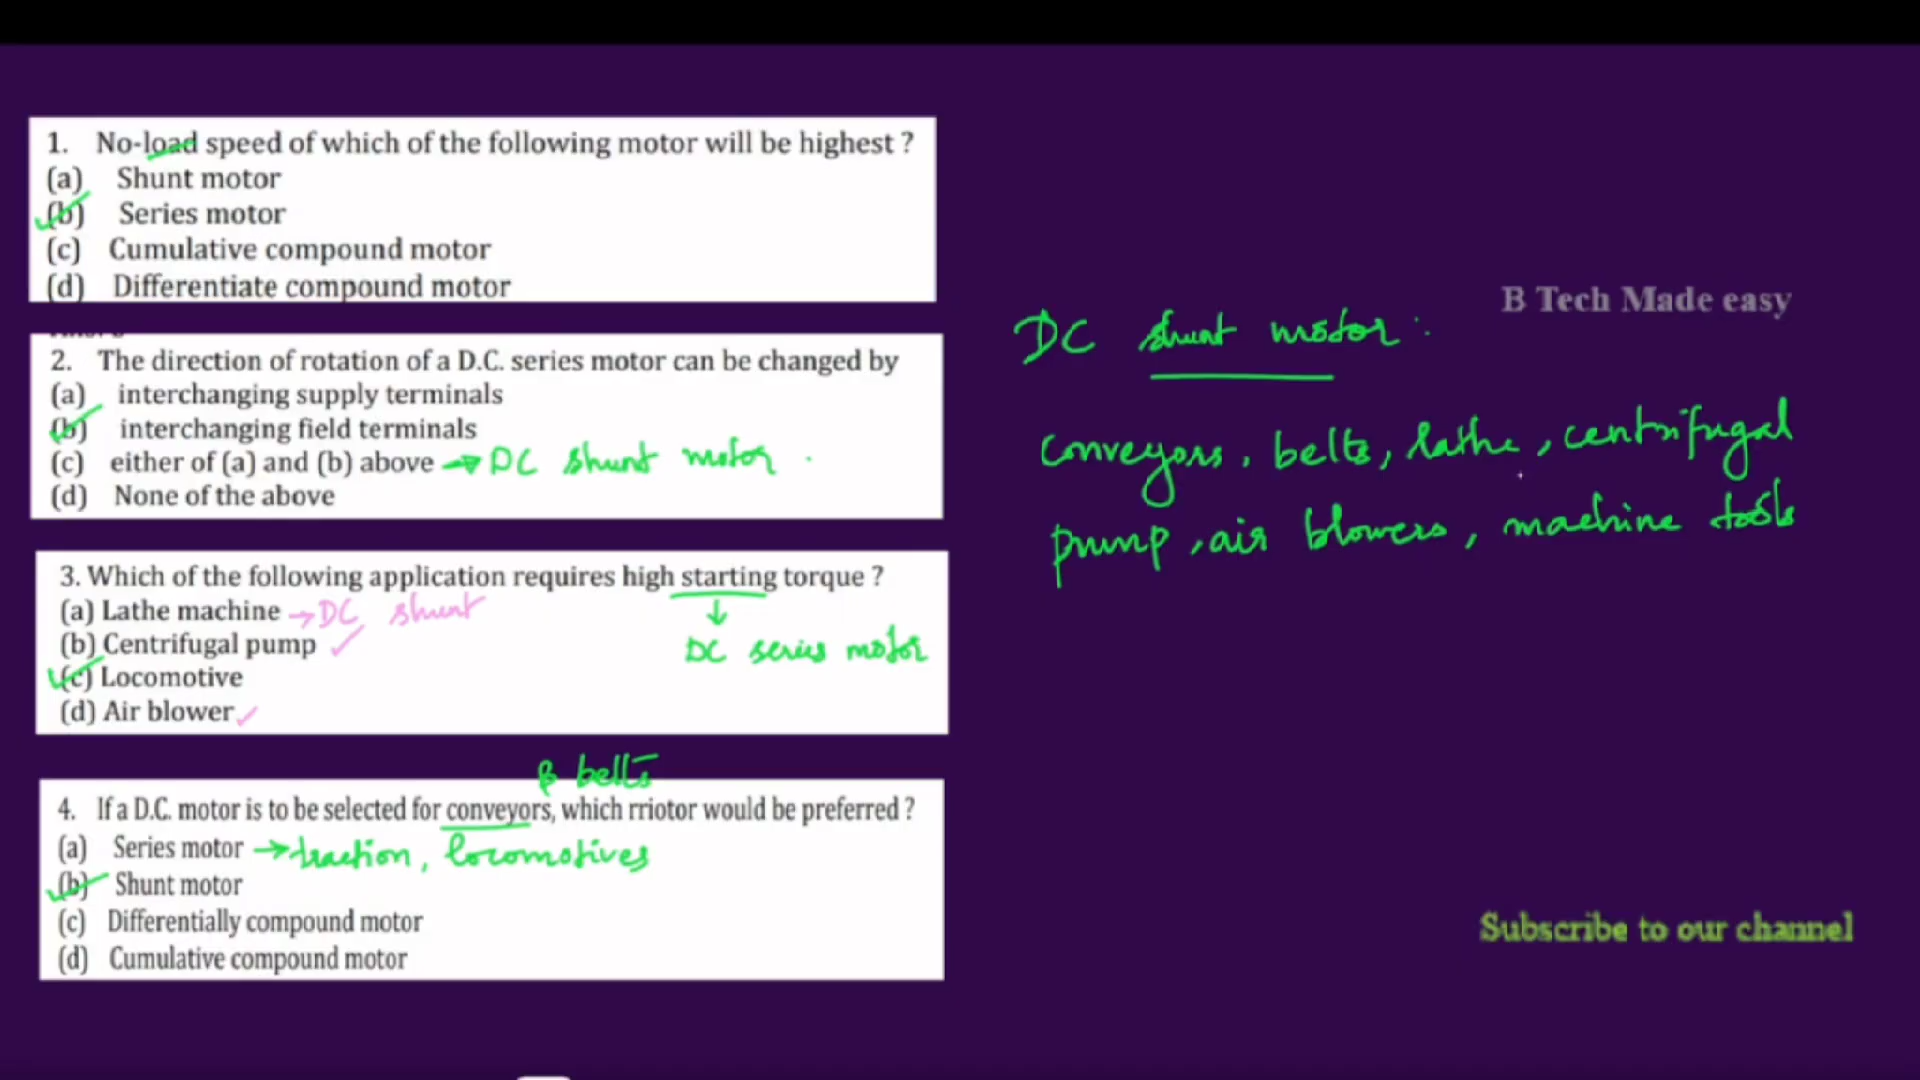 1. No-load speed of which of the following motor will be highest ?
(a) Shunt motor
(b) Series motor
(c) Cumulative compound motor
(d) Differentiate compound motor
2. The direction of rotation of a D.C. series motor can be changed by
(a) interchanging supply terminals
(b) interchanging field terminals
(c) either of (a) and (b) above → DC shunt motor .
(d) None of the above
3. Which of the following application requires high starting torque ?
(a) Lathe machine → DC shunt
(b) Centrifugal pump
↓
DC series motor
(c) Locomotive
(d) Air blower
belts
4. If a D.C. motor is to be selected for conveyors, which rriotor would be preferred ?
(a) Series motor → traction, locomotives
(b) Shunt motor
(c) Differentially compound motor
(d) Cumulative compound motor
B Tech Made easy
DC shunt motor :
conveyors, belts, lathe, centrifugal
pump, air blowers, machine tools
Subscribe to our channel